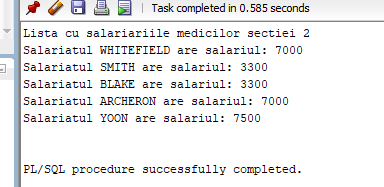 Task completed in 0.585 seconds
Lista cu salariariile medicilor sectiei 2
Salariatul WHITEFIELD are salariul: 7000
Salariatul SMITH are salariul: 3300
Salariatul BLAKE are salariul: 3300
Salariatul ARCHERON are salariul: 7000
Salariatul YOON are salariul: 7500
PL/SQL procedure successfully completed.